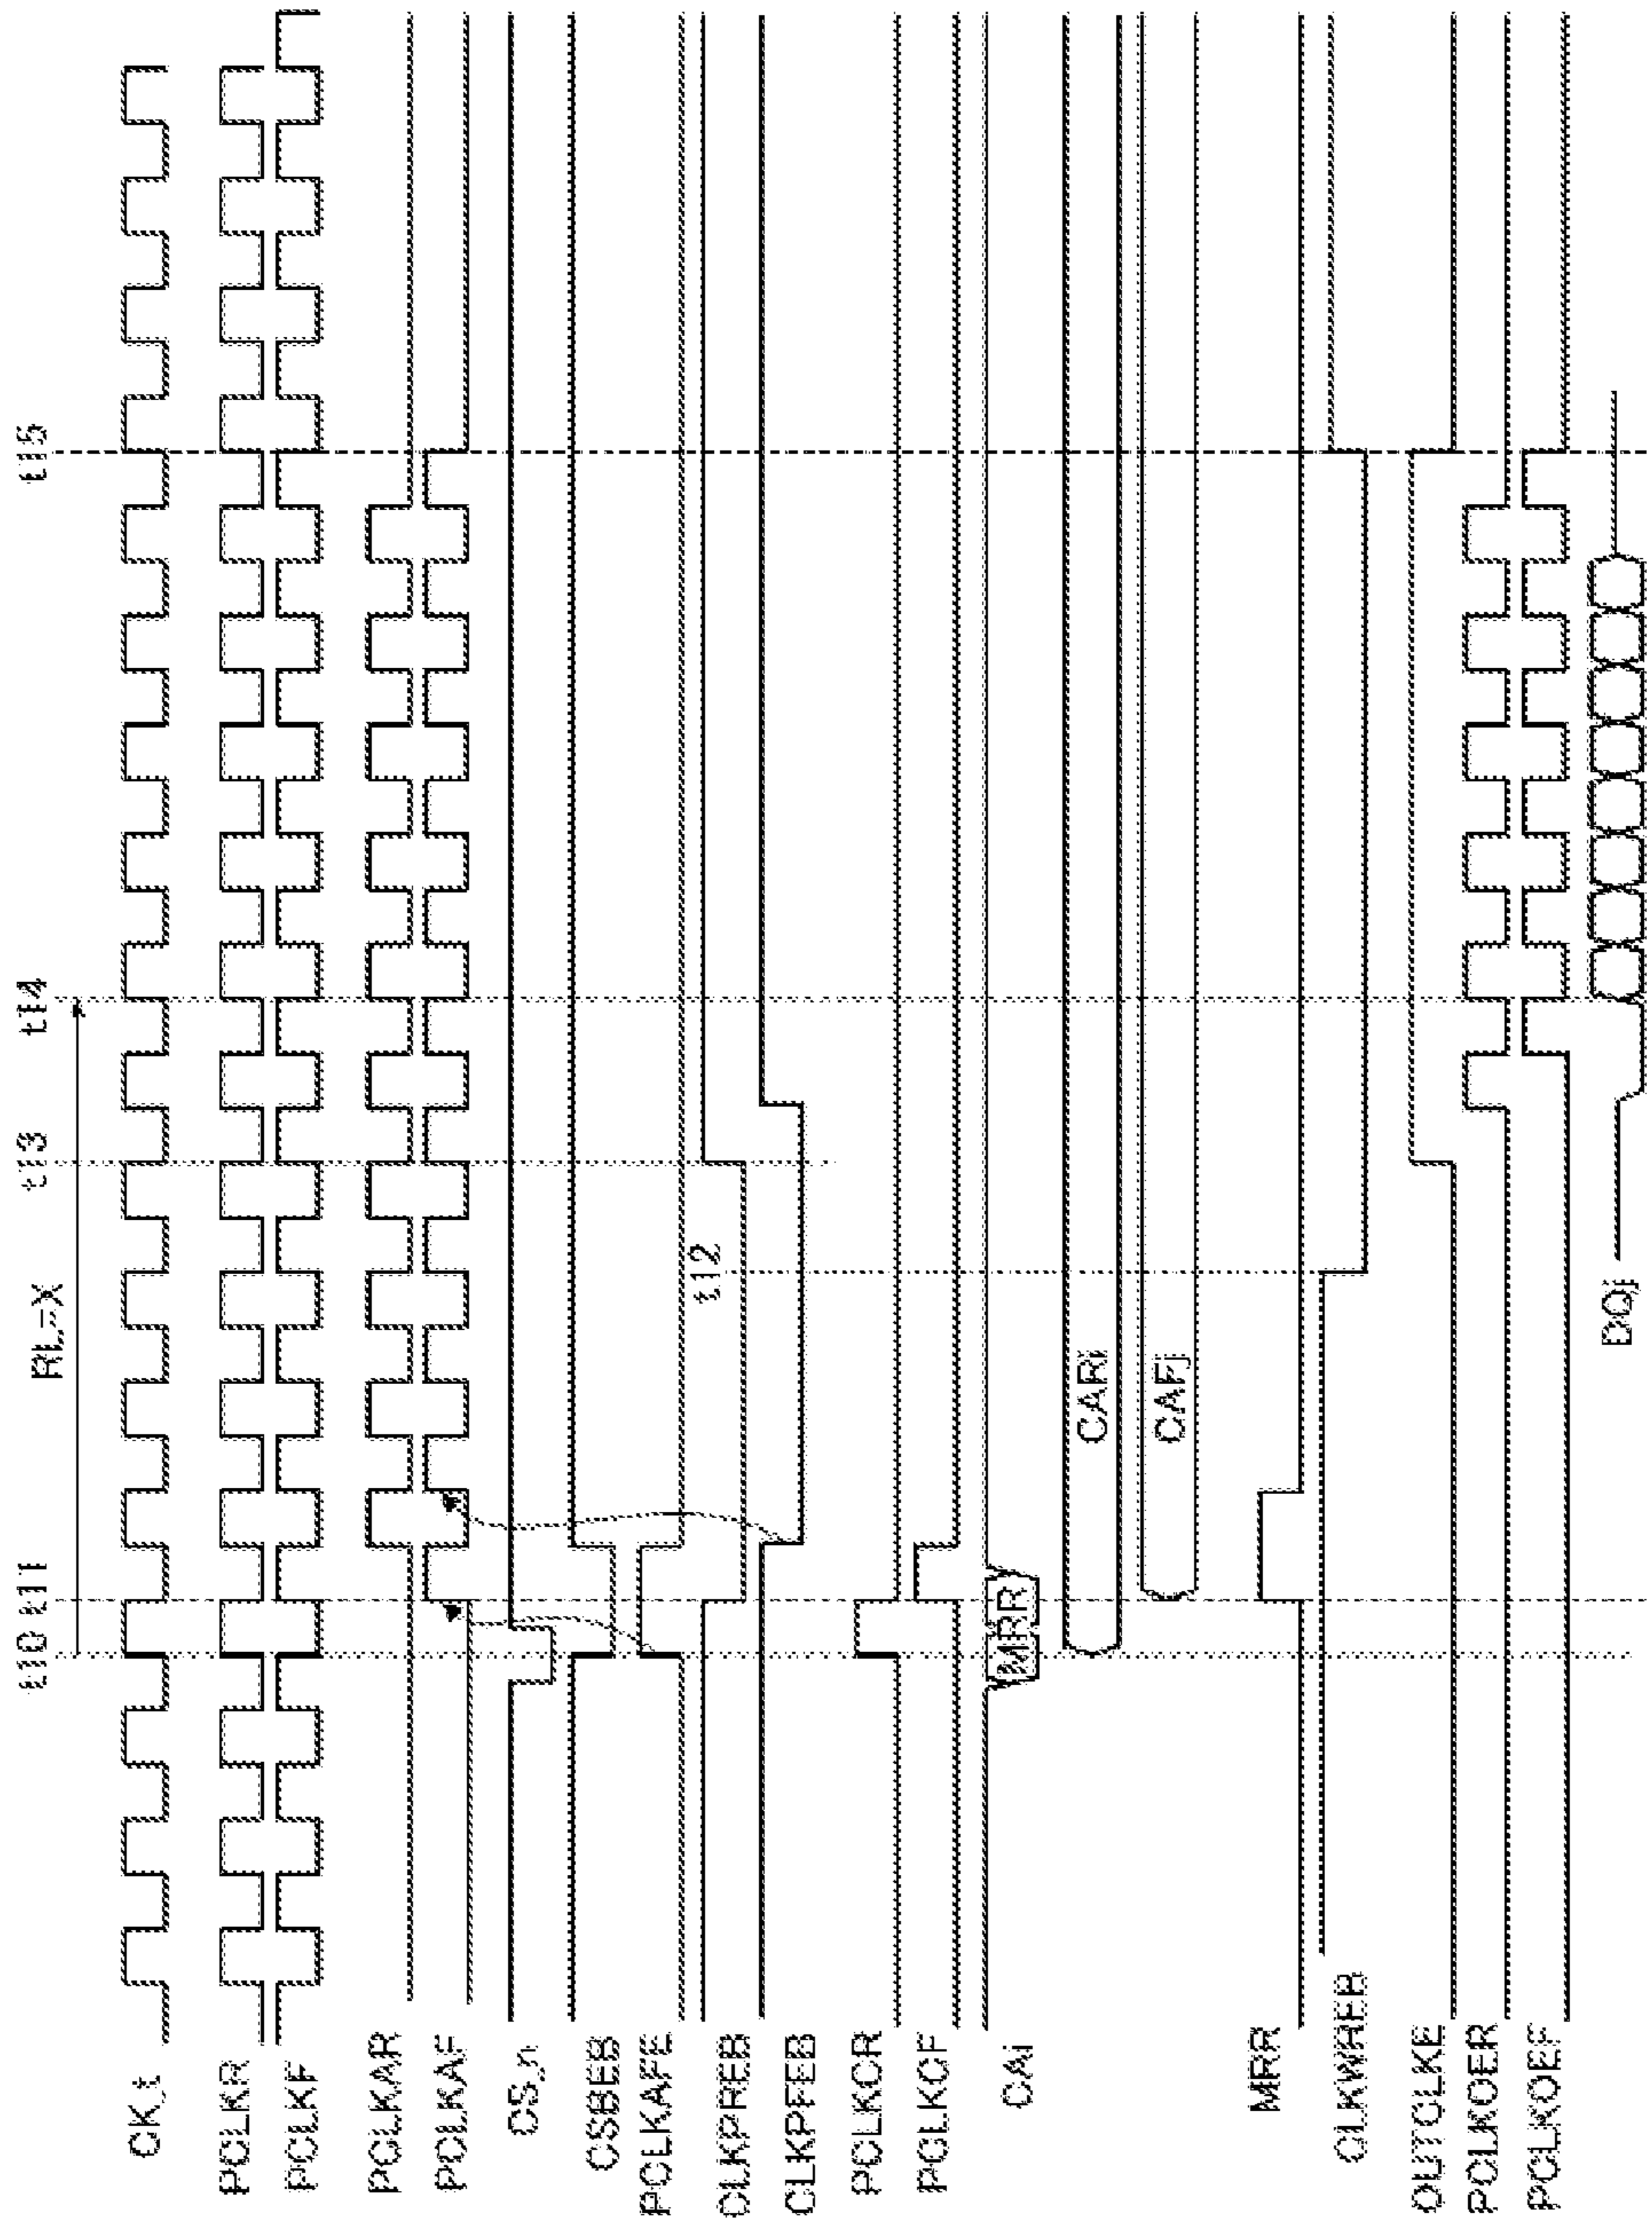 RL=X
t10 t11 t13 t14 t15
CK_t
PCLKR
PCLKF
PCLKAR
PCLKAF
CS_n
CSBEB
PCLKAFE
CLKPREB
t12
CLKPFEB
PCLKCR
PCLKCF
CAi
MRR
CARi
CAFj
MRR
CLKWREB
OUTCLKE
PCLKOER
PCLKOEF
DQj